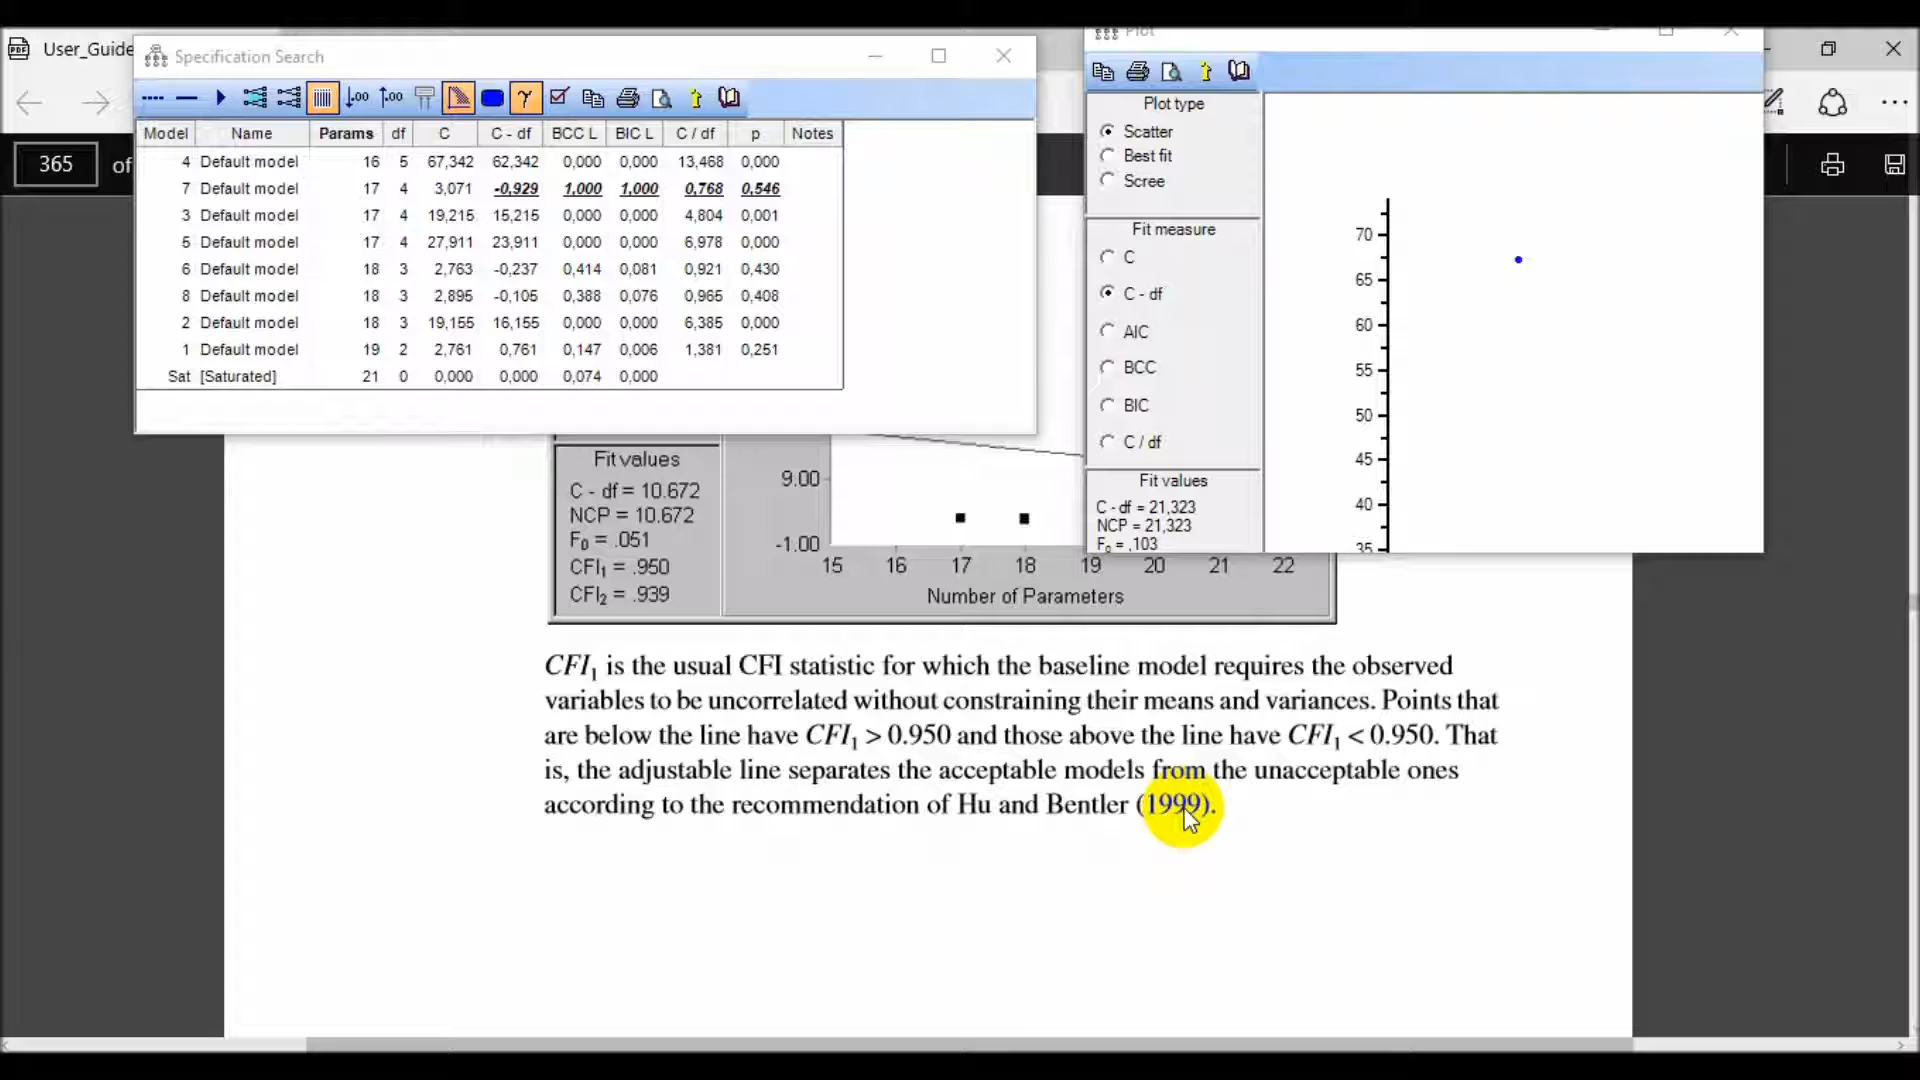 User_Guide
365 of
Specification Search
Model Name Params df C C - df BCC L BIC L C / df p Notes
4 Default model 16 5 67,342 62,342 0,000 0,000 13,468 0,000
7 Default model 17 4 3,071 -0,929 1,000 1,000 0,768 0,546
3 Default model 17 4 19,215 15,215 0,000 0,000 4,804 0,001
5 Default model 17 4 27,911 23,911 0,000 0,000 6,978 0,000
6 Default model 18 3 2,763 -0,237 0,414 0,081 0,921 0,430
8 Default model 18 3 2,895 -0,105 0,388 0,076 0,965 0,408
2 Default model 18 3 19,155 16,155 0,000 0,000 6,385 0,000
1 Default model 19 2 2,761 0,761 0,147 0,006 1,381 0,251
Sat [Saturated] 21 0 0,000 0,000 0,074 0,000
Plot
Plot type
Scatter
Best fit
Scree
Fit measure
C
C - df
AIC
BCC
BIC
C / df
Fit values
C - df = 21,323
NCP = 21,323
F₀ = ,103
70
65
60
55
50
45
40
35
Fit values
C - df = 10.672
NCP = 10.672
F₀ = .051
CFI₁ = .950
CFI₂ = .939
9.00
-1.00
15 16 17 18 19 20 21 22
Number of Parameters
CFI₁ is the usual CFI statistic for which the baseline model requires the observed
variables to be uncorrelated without constraining their means and variances. Points that
are below the line have CFI₁ > 0.950 and those above the line have CFI₁ < 0.950. That
is, the adjustable line separates the acceptable models from the unacceptable ones
according to the recommendation of Hu and Bentler (1999).